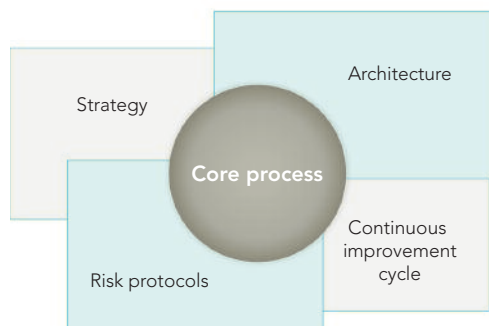 Architecture
Strategy
Core process
Continuous
improvement
cycle
Risk protocols